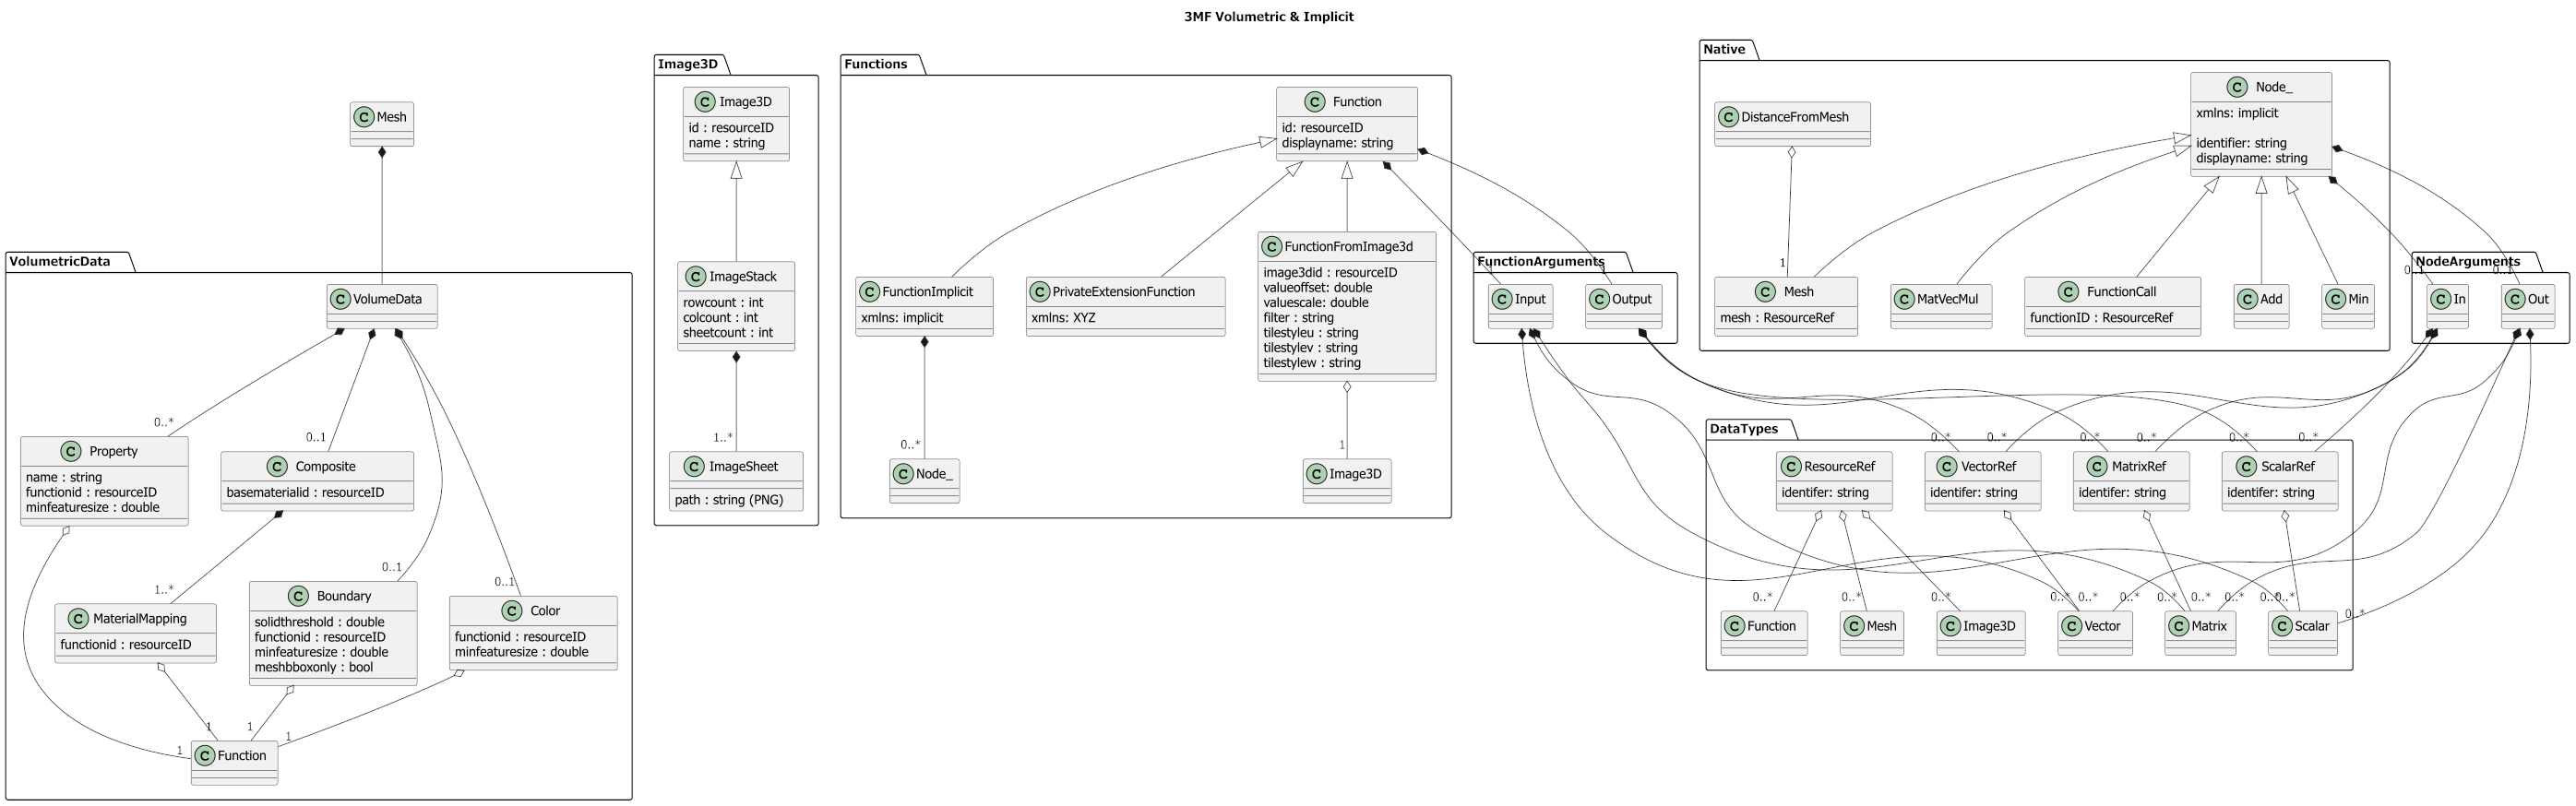 3MF Volumetric & Implicit
C Mesh
VolumetricData
C VolumeData
0..*
0..1
C Property
name : string
functionid : resourceID
minfeaturesize : double
C Composite
basematerialid : resourceID
1..*
0..1
0..1
C MaterialMapping
functionid : resourceID
C Boundary
solidthreshold : double
functionid : resourceID
minfeaturesize : double
meshbboxonly : bool
C Color
functionid : resourceID
minfeaturesize : double
1
1
1
1
C Function
Image3D
C Image3D
id : resourceID
name : string
C ImageStack
rowcount : int
colcount : int
sheetcount : int
1..*
C ImageSheet
path : string (PNG)
Functions
C Function
id: resourceID
displayname: string
C FunctionImplicit
xmlns: implicit
C PrivateExtensionFunction
xmlns: XYZ
C FunctionFromImage3d
image3did : resourceID
valueoffset: double
valuescale: double
filter : string
tilestyleu : string
tilestylev : string
tilestylew : string
0..*
1
C Node_
C Image3D
FunctionArguments
C Input
C Output
Native
C Node_
xmlns: implicit
identifier: string
displayname: string
C DistanceFromMesh
1
C Mesh
mesh : ResourceRef
C MatVecMul
C FunctionCall
functionID : ResourceRef
C Add
C Min
NodeArguments
0..1
C In
C Out
DataTypes
0..*
0..*
0..*
0..*
0..*
0..*
C ResourceRef
identifer: string
C VectorRef
identifer: string
C MatrixRef
identifer: string
C ScalarRef
identifer: string
0..*
0..*
0..*
0..*
0..*
0..*
0..*
0..*
0..*
0..*
C Function
C Mesh
C Image3D
C Vector
C Matrix
C Scalar